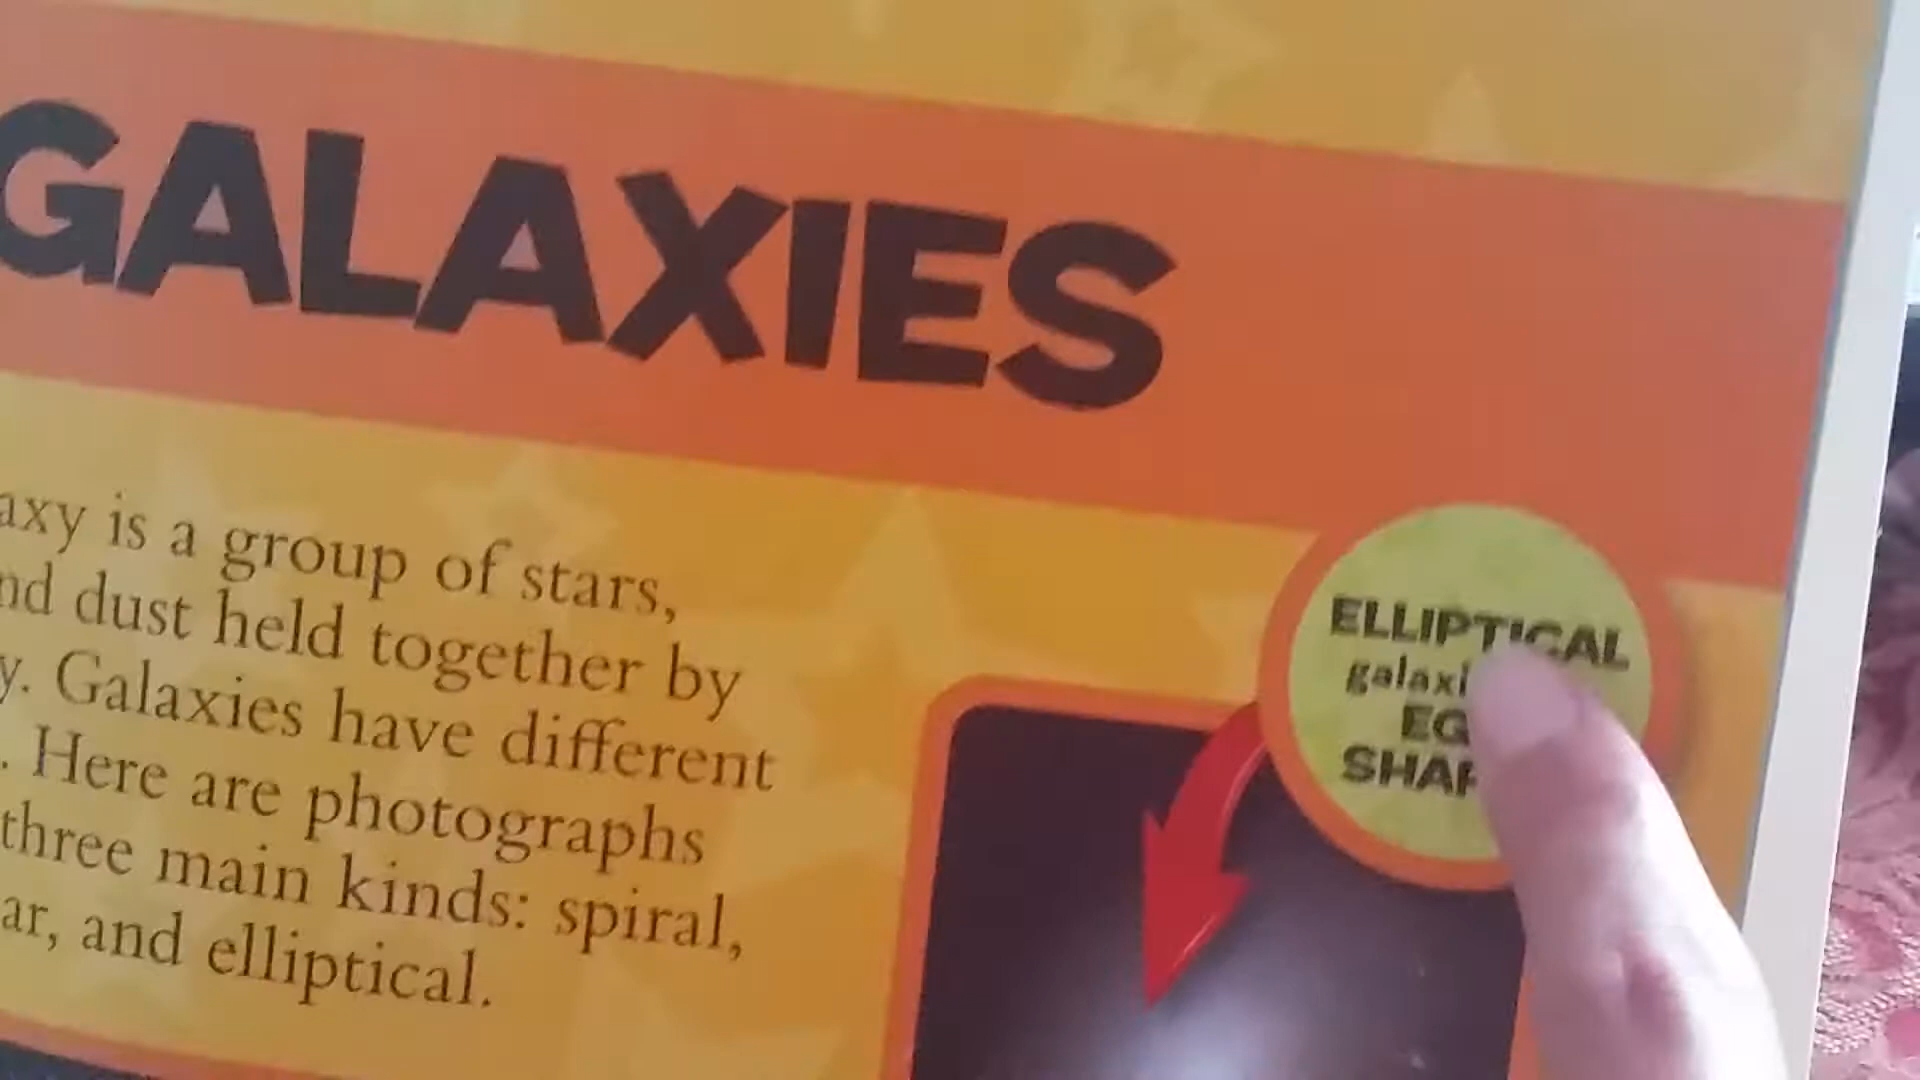 GALAXIES
axy is a group of stars,
nd dust held together by
y. Galaxies have different
. Here are photographs
three main kinds: spiral,
ar, and elliptical.
ELLIPTICAL
galaxi
EG
SHAP